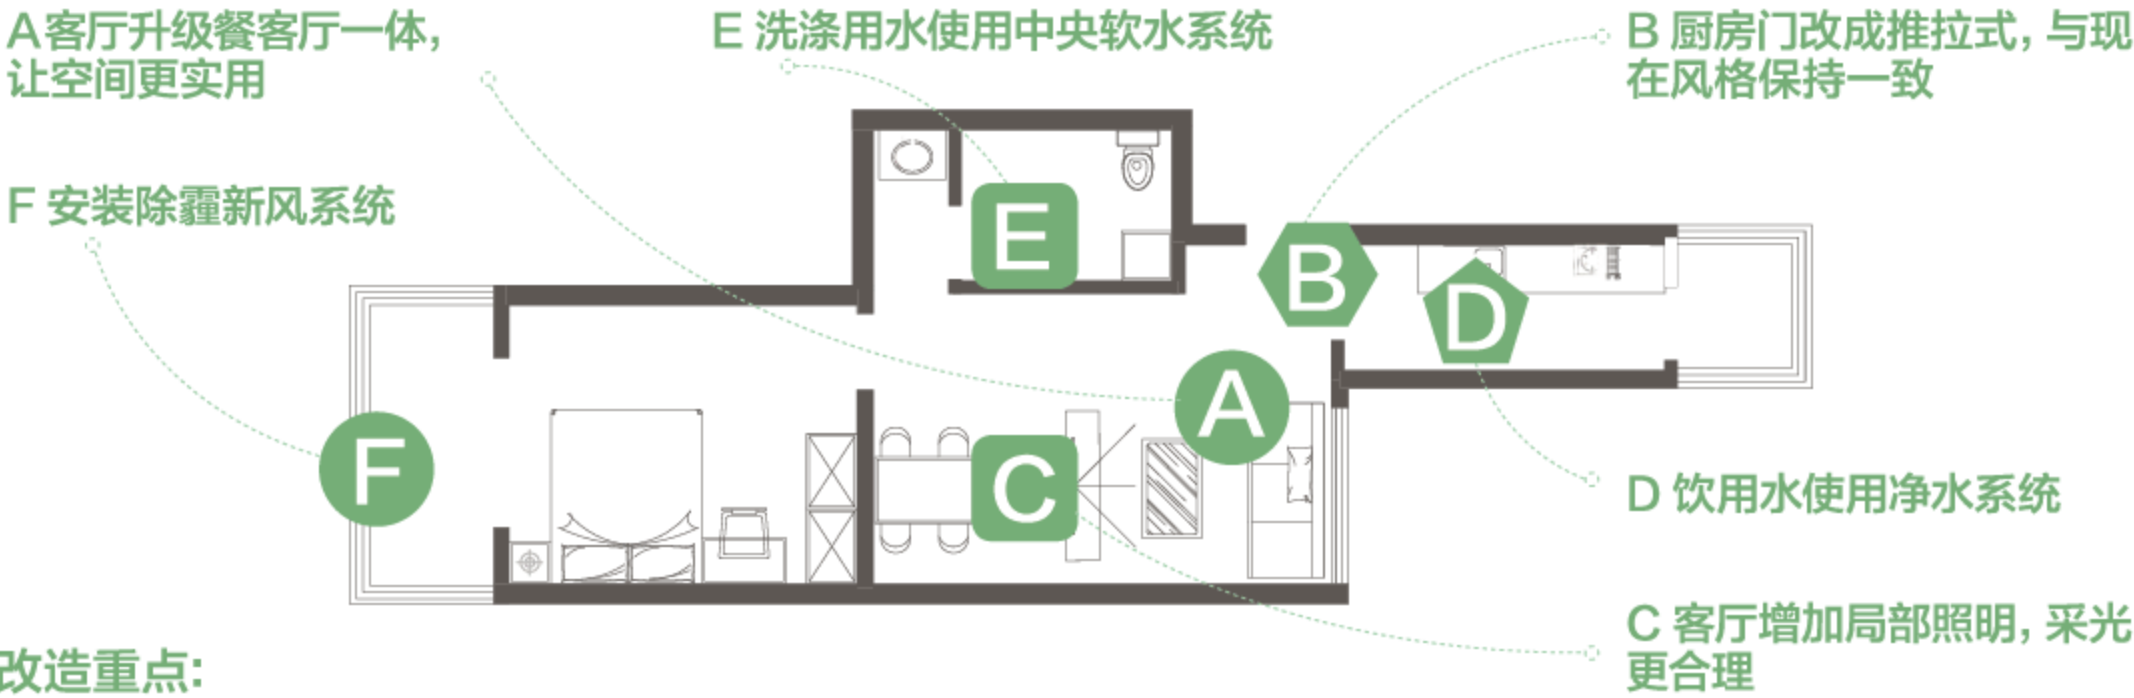 A客厅升级餐客厅一体,
让空间更实用
E 洗涤用水使用中央软水系统
B 厨房门改成推拉式, 与现
在风格保持一致
F 安装除霾新风系统
E
B
D
A
F
C
D 饮用水使用净水系统
C 客厅增加局部照明, 采光
更合理
改造重点: